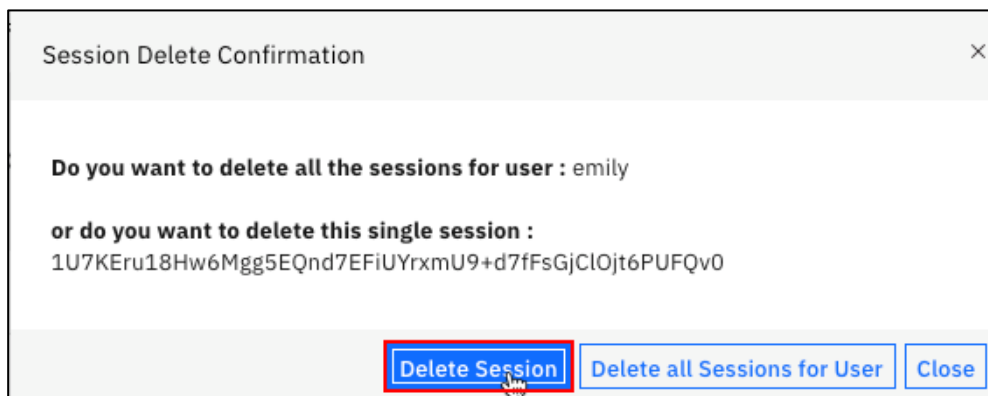 Session Delete Confirmation
Do you want to delete all the sessions for user : emily
or do you want to delete this single session :
1U7KEru18Hw6Mgg5EQnd7EFiUYrxmU9+d7fFsGjClOjt6PUFQv0
Delete Session Delete all Sessions for User Close